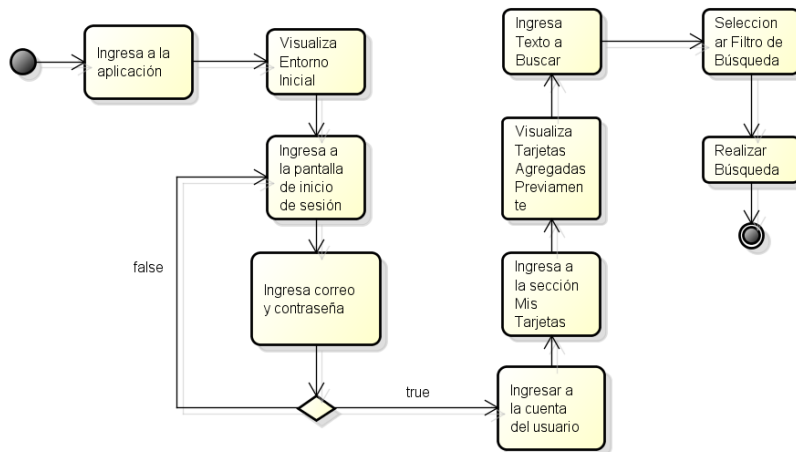 Ingresa a la
aplicación
Visualiza
Entorno
Inicial
Ingresa a
la pantalla
de inicio
de sesión
Ingresa correo
y contraseña
false
true
Ingresar a
la cuenta
del usuario
Ingresa a
la sección
Mis
Tarjetas
Visualiza
Tarjetas
Agregadas
Previamen
te
Ingresa
Texto a
Buscar
Seleccion
ar Filtro de
Búsqueda
Realizar
Búsqueda